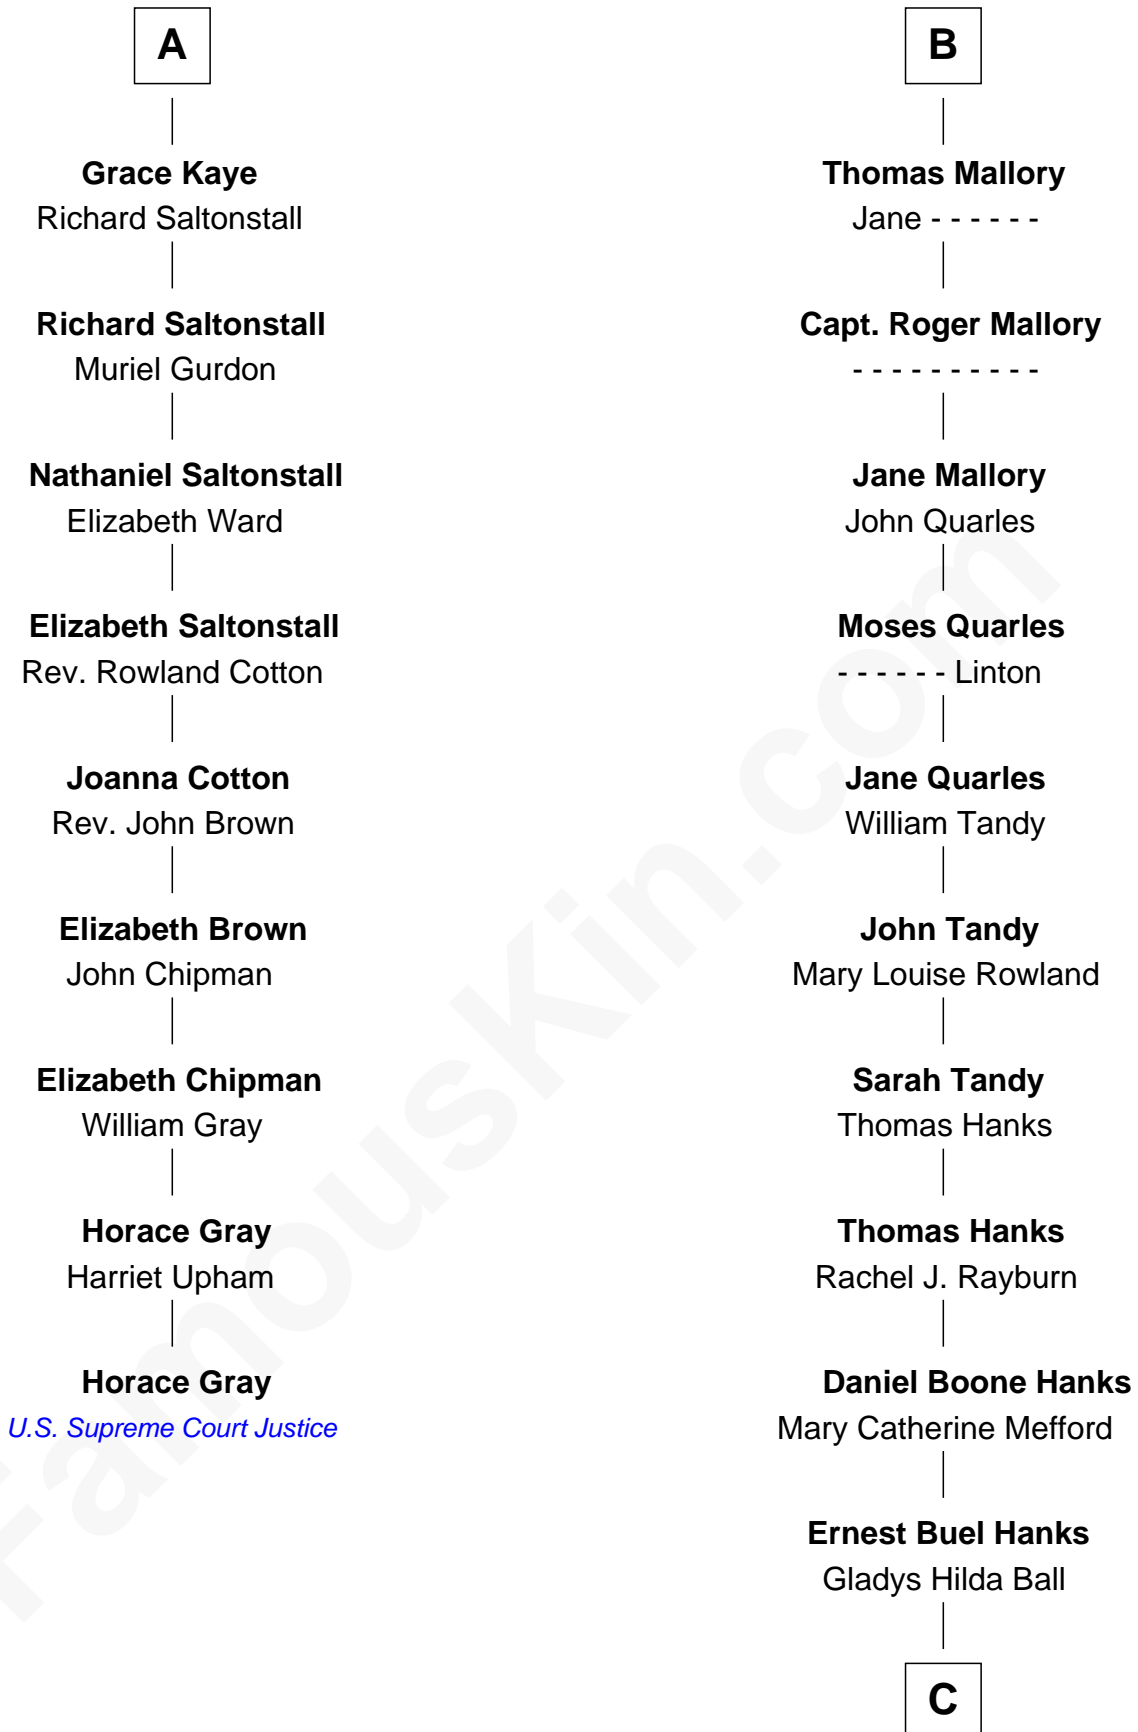 A
Grace Kaye
Richard Saltonstall
Richard Saltonstall
Muriel Gurdon
Nathaniel Saltonstall
Elizabeth Ward
Elizabeth Saltonstall
Rev. Rowland Cotton
Joanna Cotton
Rev. John Brown
Elizabeth Brown
John Chipman
Elizabeth Chipman
William Gray
Horace Gray
Harriet Upham
Horace Gray
U.S. Supreme Court Justice
B
Thomas Mallory
Jane - - - - - -
Capt. Roger Mallory
- - - - - - - - - -
Jane Mallory
John Quarles
Moses Quarles
- - - - - - Linton
Jane Quarles
William Tandy
John Tandy
Mary Louise Rowland
Sarah Tandy
Thomas Hanks
Thomas Hanks
Rachel J. Rayburn
Daniel Boone Hanks
Mary Catherine Mefford
Ernest Buel Hanks
Gladys Hilda Ball
C
FamousKin.com